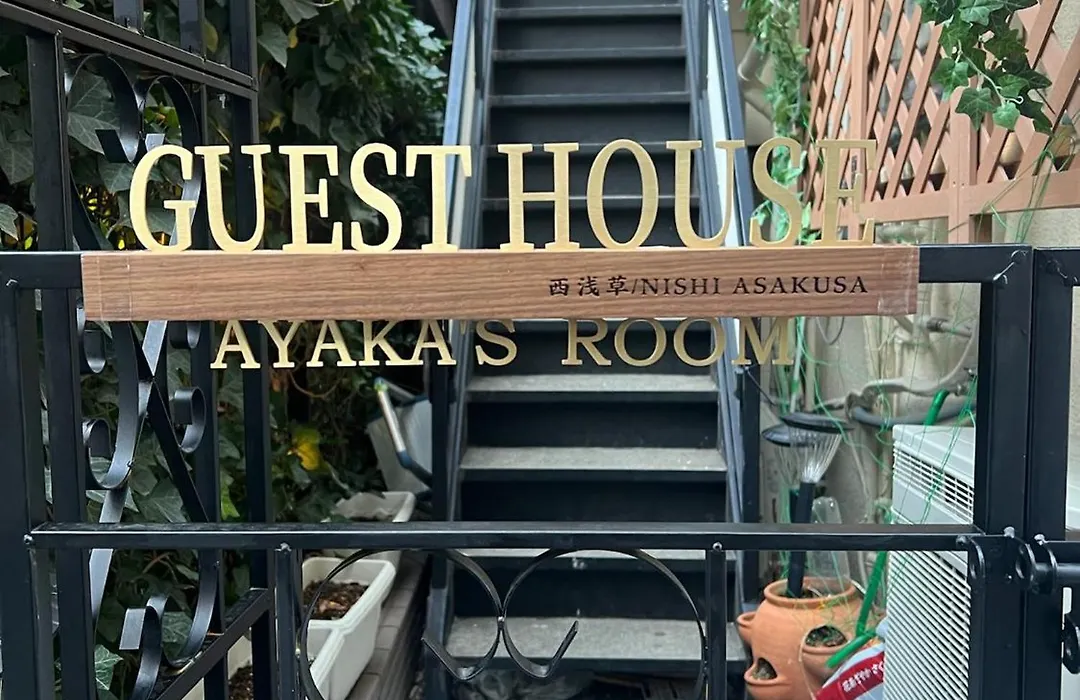 GUEST HOUSE
西浅草/NISHI ASAKUSA
AYAKA'S ROOM